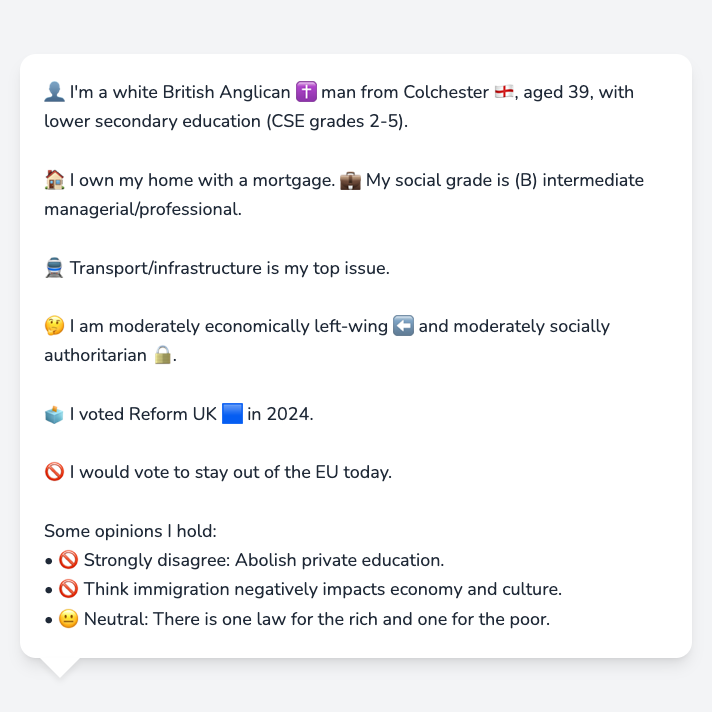 👤 I'm a white British Anglican ✝️ man from Colchester 🏴󠁧󠁢󠁥󠁮󠁧󠁿, aged 39, with
lower secondary education (CSE grades 2-5).
🏠 I own my home with a mortgage. 💼 My social grade is (B) intermediate
managerial/professional.
🚆 Transport/infrastructure is my top issue.
🤔 I am moderately economically left-wing ⬅️ and moderately socially
authoritarian 🔒.
🗳️ I voted Reform UK 🟦 in 2024.
🚫 I would vote to stay out of the EU today.
Some opinions I hold:
• 🚫 Strongly disagree: Abolish private education.
• 🚫 Think immigration negatively impacts economy and culture.
• 😐 Neutral: There is one law for the rich and one for the poor.